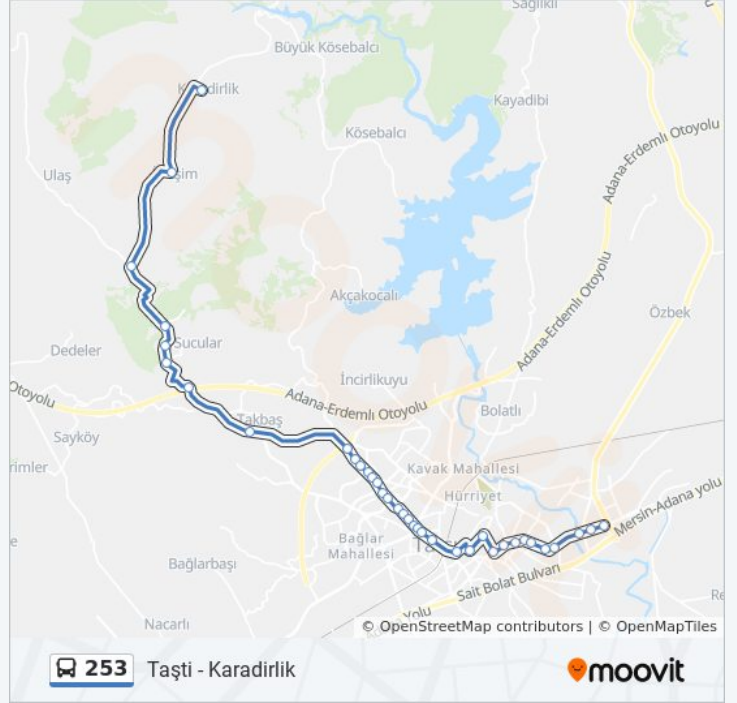 Sağlıklı
Büyük Kösebalcı
Kayadibi
Kösebalcı
Adana-Erdemli Otoyolu
Ulaş
Akçakocalı
Adana-Erdemli Otoyolu
Özbek
Sucular
Dedeler
İncirlikuyu
Otoyolu
Adana-Erdemli Otoyolu
Bolatlı
Takbaş
Sayköy
Kavak Mahallesi
Hürriyet
Mersin-Adana yolu
Bağlar
Mahallesi
Bağlarbaşı
Sait Bolat Bulvarı
Nacarlı
Yolu
© OpenStreetMap contributors | © OpenMapTiles
253 Taşti - Karadirlik
moovit